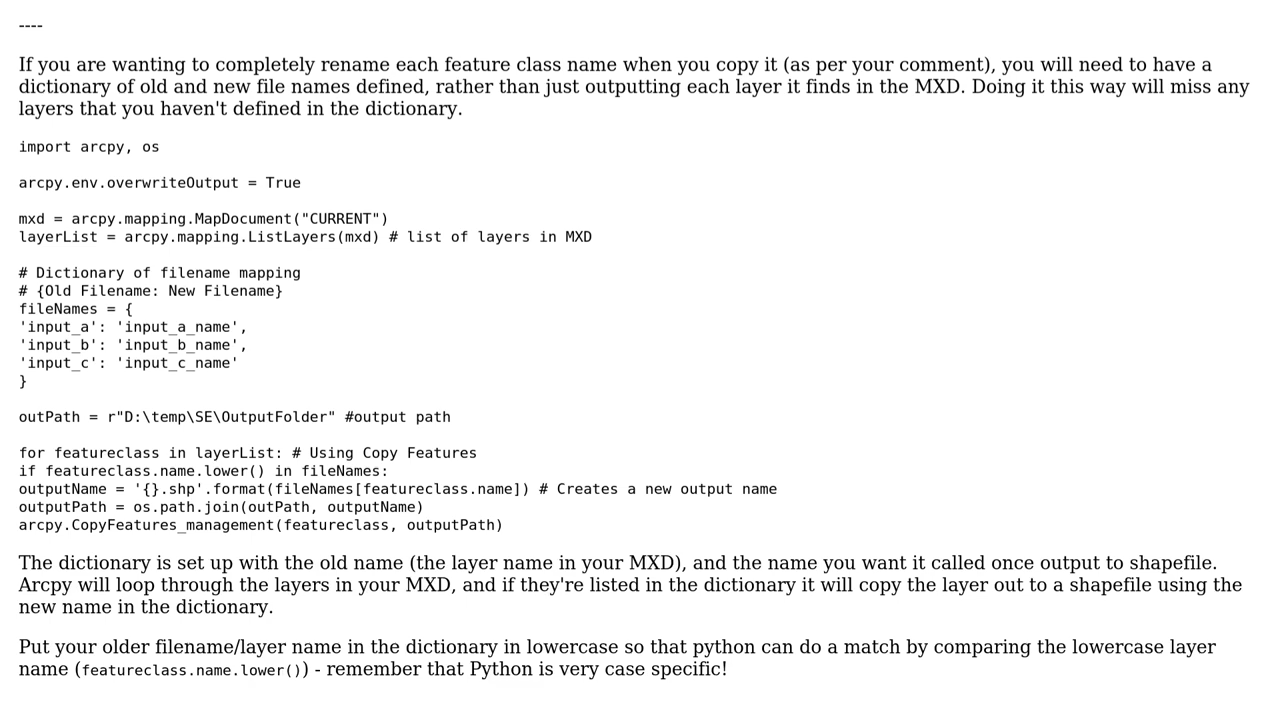 ----
If you are wanting to completely rename each feature class name when you copy it (as per your comment), you will need to have a
dictionary of old and new file names defined, rather than just outputting each layer it finds in the MXD. Doing it this way will miss any
layers that you haven't defined in the dictionary.
import arcpy, os
arcpy.env.overwriteOutput = True
mxd = arcpy.mapping.MapDocument("CURRENT")
layerList = arcpy.mapping.ListLayers(mxd) # list of layers in MXD
# Dictionary of filename mapping
# {Old Filename: New Filename}
fileNames = {
'input_a': 'input_a_name',
'input_b': 'input_b_name',
'input_c': 'input_c_name'
}
outPath = r"D:\temp\SE\OutputFolder" #output path
for featureclass in layerList: # Using Copy Features
if featureclass.name.lower() in fileNames:
outputName = '{}.shp'.format(fileNames[featureclass.name]) # Creates a new output name
outputPath = os.path.join(outPath, outputName)
arcpy.CopyFeatures_management(featureclass, outputPath)
The dictionary is set up with the old name (the layer name in your MXD), and the name you want it called once output to shapefile.
Arcpy will loop through the layers in your MXD, and if they're listed in the dictionary it will copy the layer out to a shapefile using the
new name in the dictionary.
Put your older filename/layer name in the dictionary in lowercase so that python can do a match by comparing the lowercase layer
name (featureclass.name.lower()) - remember that Python is very case specific!